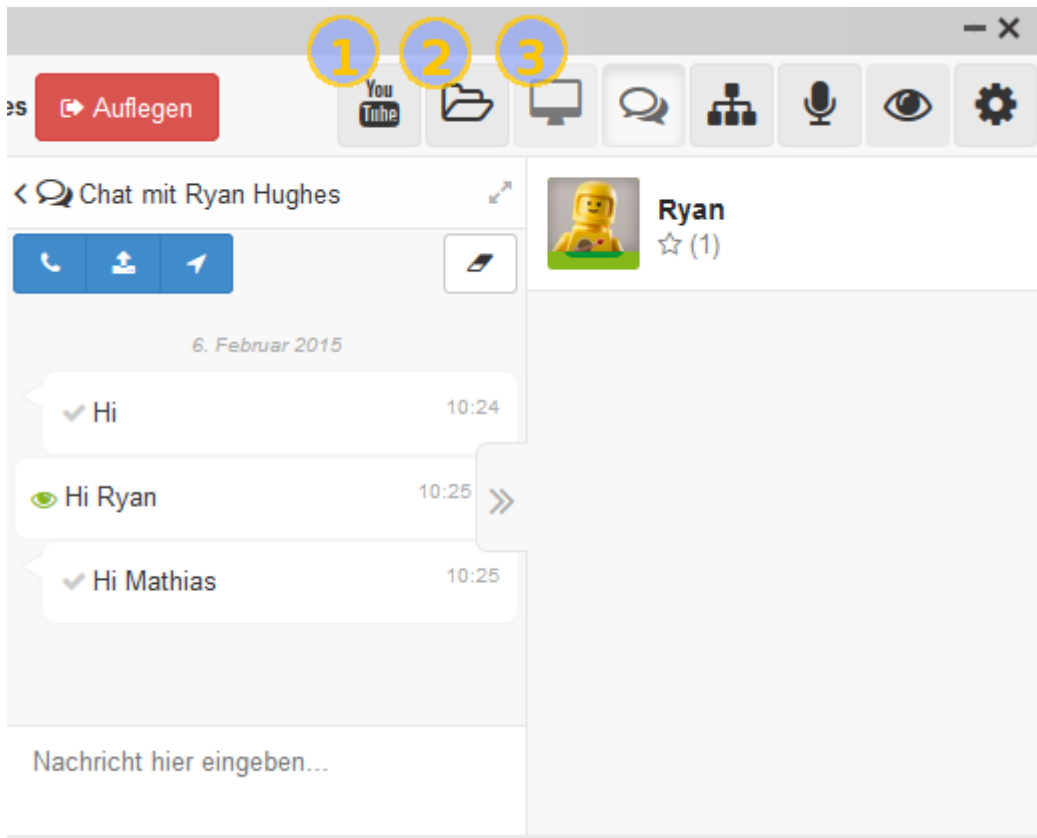 1 2 3
es Auflegen You Tube
Chat mit Ryan Hughes
Ryan
(1)
6. Februar 2015
Hi 10:24
Hi Ryan 10:25
Hi Mathias 10:25
Nachricht hier eingeben...